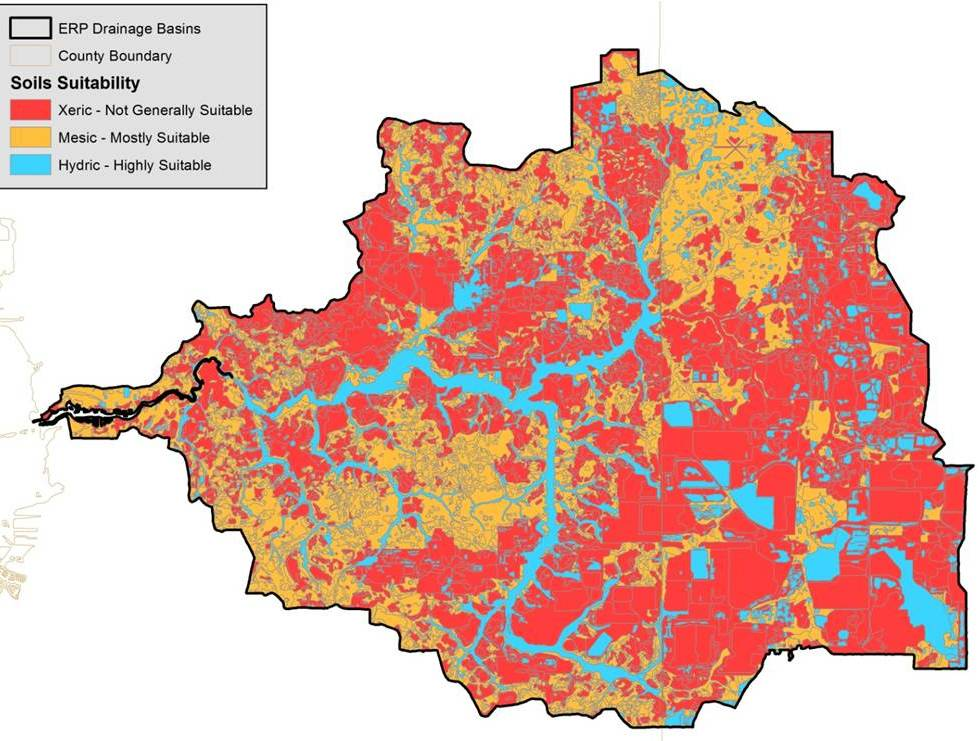 ERP Drainage Basins
County Boundary
Soils Suitability
Xeric - Not Generally Suitable
Mesic - Mostly Suitable
Hydric - Highly Suitable